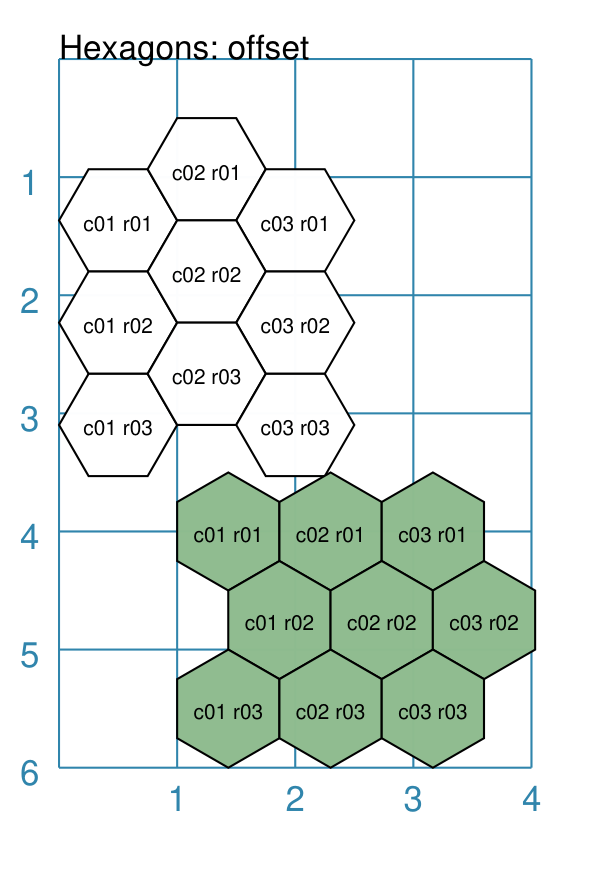 Hexagons: offset
c02 r01
1
c01 r01
c03 r01
c02 r02
2
c01 r02
c03 r02
c02 r03
3
c01 r03
c03 r03
4
c01 r01
c02 r01
c03 r01
c01 r02
c02 r02
c03 r02
5
c01 r03
c02 r03
c03 r03
6
1
2
3
4